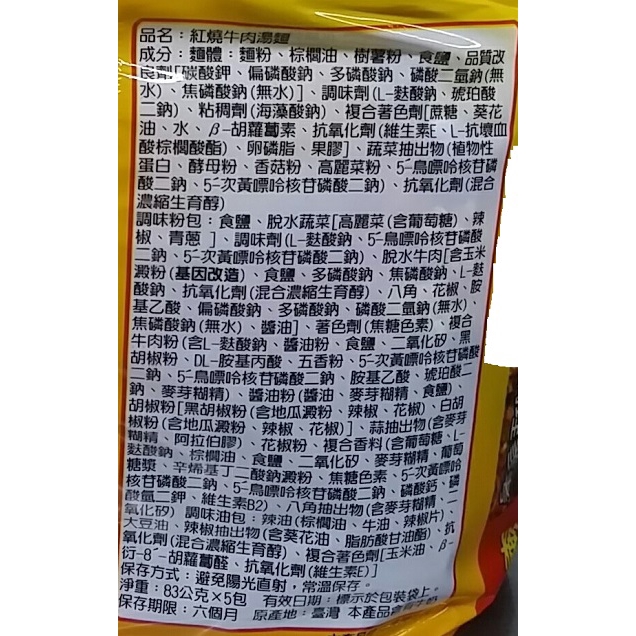 品名：紅燒牛肉湯麵
成分：麵體：麵粉、棕櫚油、樹薯粉、食鹽、品質改
良劑[碳酸鉀、偏磷酸鈉、多磷酸鈉、磷酸二氫鈉(無
水)、焦磷酸鈉(無水)]、調味劑(L-麩酸鈉、琥珀酸
二鈉)、粘稠劑(海藻酸鈉)、複合著色劑[蔗糖、葵花
油、水、β-胡蘿蔔素、抗氧化劑(維生素E、L-抗壞血
酸棕櫚酸酯)、卵磷脂、果膠]、蔬菜抽出物(植物性
蛋白、酵母粉、香菇粉、高麗菜粉、5-鳥嘌呤核苷磷
酸二鈉、5-次黃嘌呤核苷磷酸二鈉)、抗氧化劑(混合
濃縮生育醇)
調味粉包：食鹽、脫水蔬菜[高麗菜(含葡萄糖)、辣
椒、青蔥]、調味劑(L-麩酸鈉、5-鳥嘌呤核苷磷酸
二鈉、5-次黃嘌呤核苷磷酸二鈉)、脫水牛肉[含玉米
澱粉(基因改造)、食鹽、多磷酸鈉、焦磷酸鈉、L-麩
酸鈉、抗氧化劑(混合濃縮生育醇)、八角、花椒、胺
基乙酸、偏磷酸鈉、多磷酸鈉、磷酸二氫鈉(無水)、
焦磷酸鈉(無水)、醬油]、著色劑(焦糖色素)、複合
牛肉粉(含L-麩酸鈉、醬油粉、食鹽、二氧化矽、黑
胡椒粉、DL-胺基丙酸、五香粉、5-次黃嘌呤核苷磷酸
二鈉、5-鳥嘌呤核苷磷酸二鈉、胺基乙酸、琥珀酸二
鈉、麥芽糊精)、醬油粉(醬油、麥芽糊精、食鹽)、
胡椒粉[黑胡椒粉(含地瓜澱粉、辣椒、花椒)、白胡
椒粉(含地瓜澱粉、辣椒、花椒)]、蒜抽出物(含麥芽
糊精、阿拉伯膠)、花椒粉、複合香料(含葡萄糖、L-
麩酸鈉、棕櫚油、食鹽、二氧化矽、麥芽糊精、葡萄
糖漿、辛烯基丁二酸鈉澱粉、焦糖色素、5-次黃嘌呤
核苷磷酸二鈉、5-鳥嘌呤核苷磷酸二鈉、磷酸鈣、磷
酸氫二鉀、維生素B2)、八角抽出物(含麥芽糊精、二
氧化矽) 調味油包：辣油(棕櫚油、牛油、辣椒片)、
大豆油、辣椒抽出物(含葵花油、脂肪酸甘油酯)、抗
氧化劑(混合濃縮生育醇)、複合著色劑[玉米油、β-
衍-8´-胡蘿蔔醛、抗氧化劑(維生素E)]
保存方式：避免陽光直射，常溫保存。
淨重：83公克×5包 有效日期：標示於包裝袋上。
保存期限：六個月 原產地：臺灣 本產品含